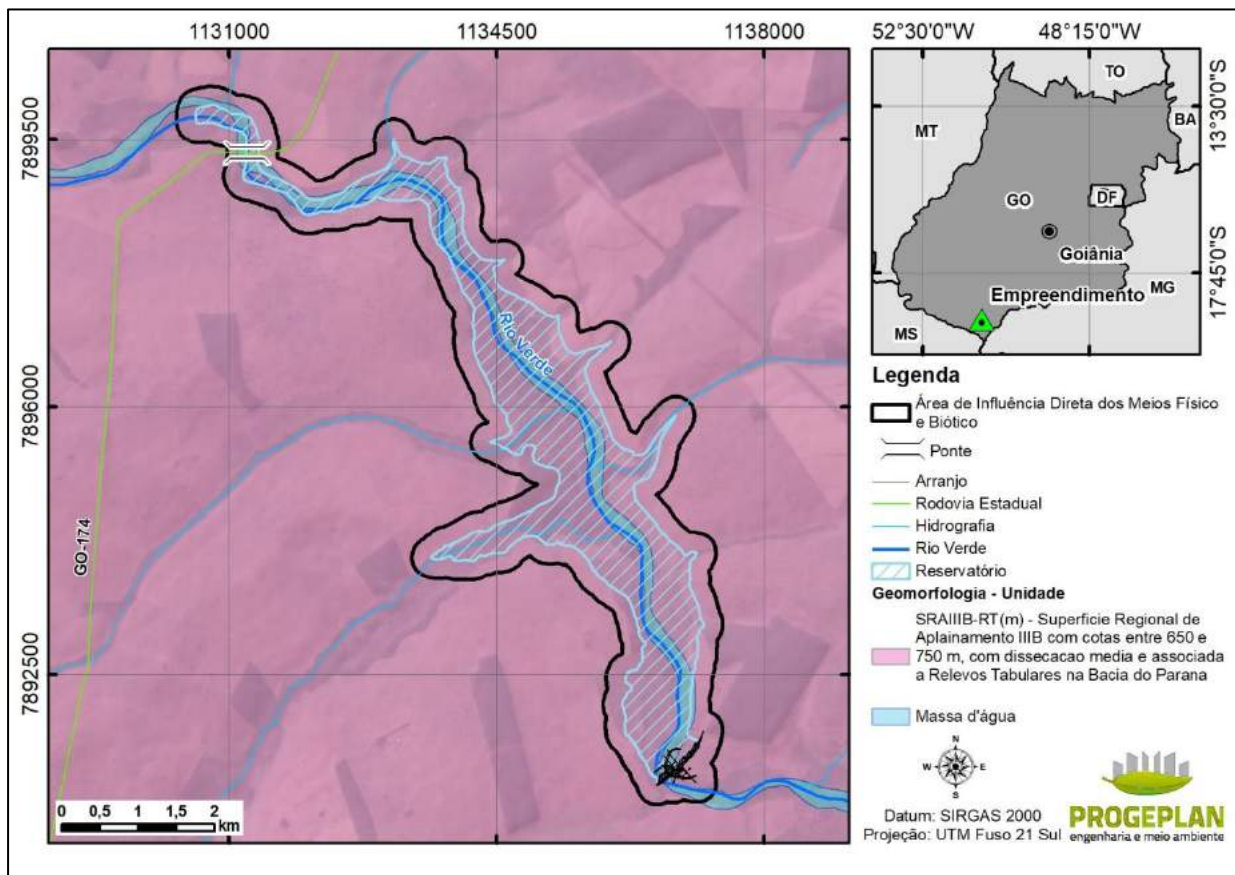 1131000
1134500
1138000
7899500
7896000
7892500
Rio Verde
GO-174
0 0,5 1 1,5 2
km
52°30'0"W
48°15'0"W
13°30'0"S
17°45'0"S
TO
BA
MT
GO
DF
Goiânia
MG
Empreendimento
MS
Legenda
Área de Influência Direta dos Meios Físico
e Biótico
Ponte
Arranjo
Rodovia Estadual
Hidrografia
Rio Verde
Reservatório
Geomorfologia - Unidade
SRAIIIB-RT(m) - Superficie Regional de
Aplainamento IIIB com cotas entre 650 e
750 m, com dissecacao media e associada
a Relevos Tabulares na Bacia do Parana
Massa d'água
N
W E
S
Datum: SIRGAS 2000
Projeção: UTM Fuso 21 Sul
PROGEPLAN
engenharia e meio ambiente